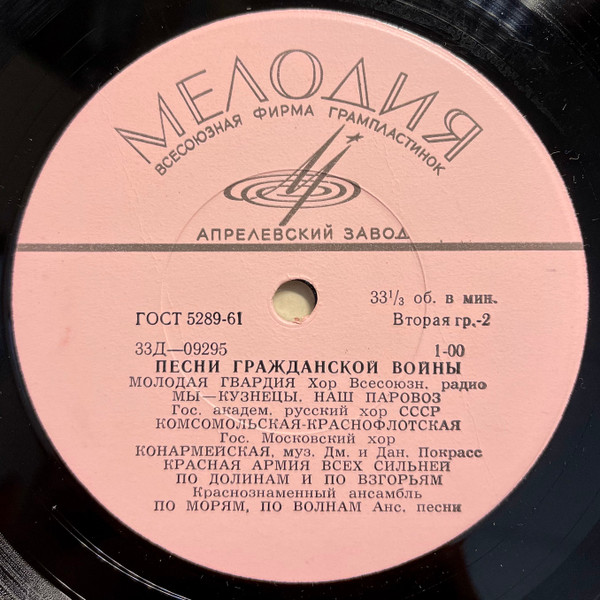 МЕЛОДИЯ
ВСЕСОЮЗНАЯ ФИРМА ГРАМПЛАСТИНОК
АПРЕЛЕВСКИЙ ЗАВОД
33⅓ об. в мин.
ГОСТ 5289-61 Вторая гр.-2
33Д—09295 1-00
ПЕСНИ ГРАЖДАНСКОЙ ВОЙНЫ
МОЛОДАЯ ГВАРДИЯ Хор Всесоюзн. радио
МЫ—КУЗНЕЦЫ. НАШ ПАРОВОЗ
Гос. академ. русский хор СССР
КОМСОМОЛЬСКАЯ-КРАСНОФЛОТСКАЯ
Гос. Московский хор
КОНАРМЕЙСКАЯ, муз. Дм. и Дан. Покрасс
КРАСНАЯ АРМИЯ ВСЕХ СИЛЬНЕЙ
ПО ДОЛИНАМ И ПО ВЗГОРЬЯМ
Краснознаменный ансамбль
ПО МОРЯМ, ПО ВОЛНАМ Анс. песни